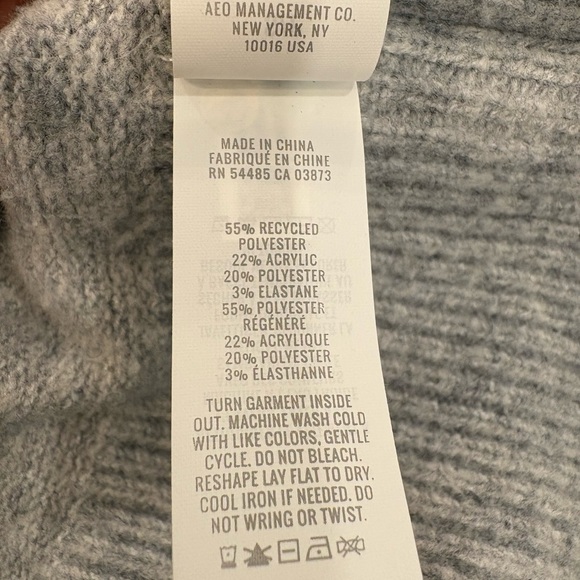 AEO MANAGEMENT CO.
NEW YORK, NY
10016 USA
MADE IN CHINA
FABRIQUÉ EN CHINE
RN 54485 CA 03873
55% RECYCLED
POLYESTER
22% ACRYLIC
20% POLYESTER
3% ELASTANE
55% POLYESTER
RÉGÉNÉRÉ
22% ACRYLIQUE
20% POLYESTER
3% ÉLASTHANNE
TURN GARMENT INSIDE
OUT. MACHINE WASH COLD
WITH LIKE COLORS, GENTLE
CYCLE. DO NOT BLEACH.
RESHAPE LAY FLAT TO DRY.
COOL IRON IF NEEDED. DO
NOT WRING OR TWIST.